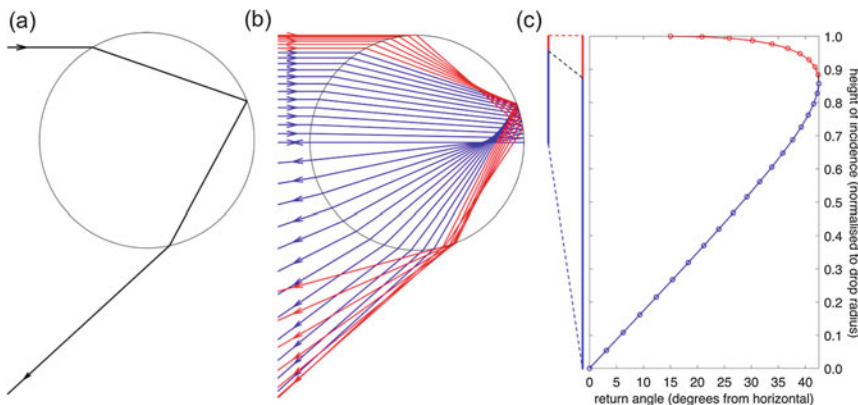 (a)
(b)
(c)
1.0
0.9
0.8
0.7
0.6
0.5
0.4
0.3
0.2
0.1
0.0
height of incidence (normalised to drop radius)
0 5 10 15 20 25 30 35 40
return angle (degrees from horizontal)